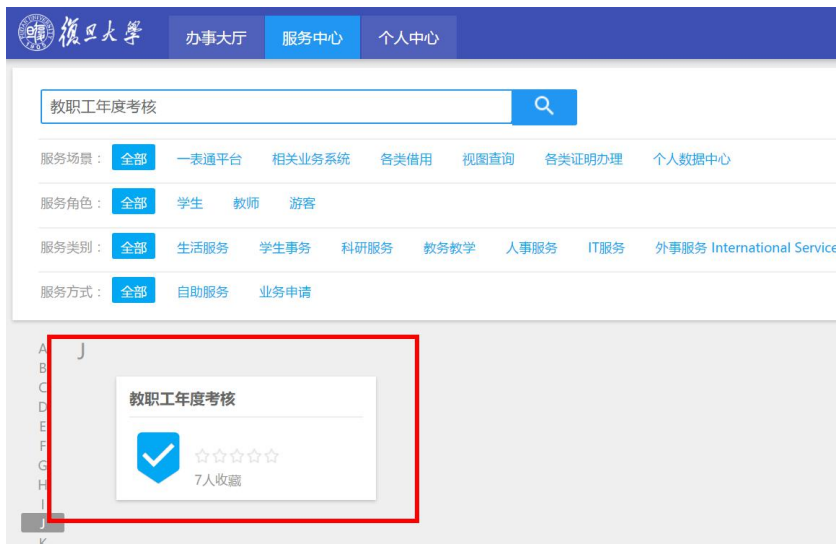 復旦大學 办事大厅 服务中心 个人中心
教职工年度考核
服务场景： 全部 一表通平台 相关业务系统 各类借用 视图查询 各类证明办理 个人数据中心
服务角色： 全部 学生 教师 游客
服务类别： 全部 生活服务 学生事务 科研服务 教务教学 人事服务 IT服务 外事服务 International Service
服务方式： 全部 自助服务 业务申请
A
J
B
C
D
E
F
G
H
I
J
K
教职工年度考核
7人收藏